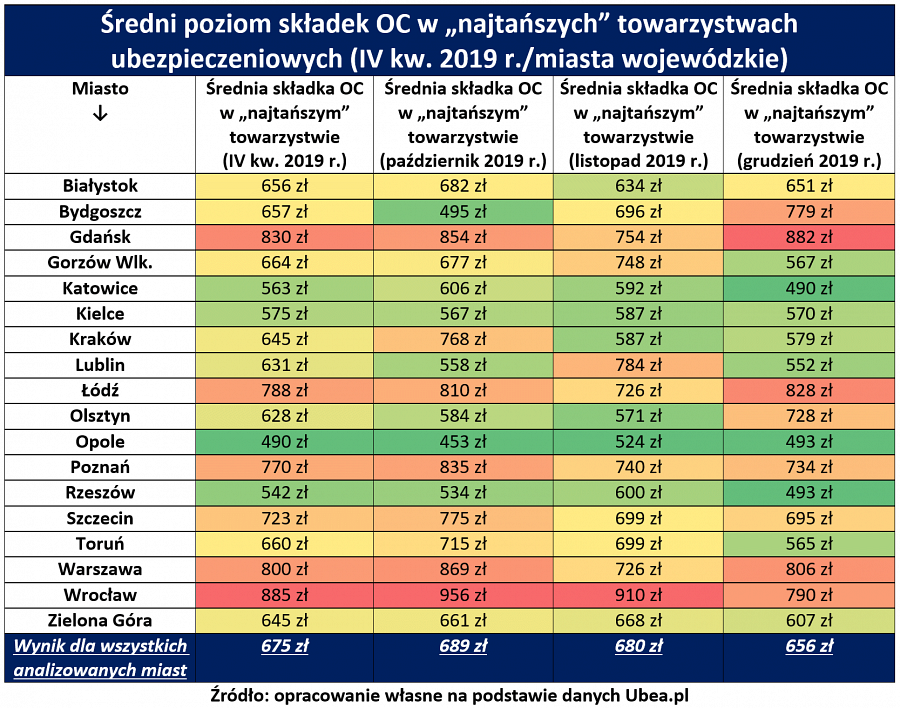 Średni poziom składek OC w „najtańszych” towarzystwach
ubezpieczeniowych (IV kw. 2019 r./miasta wojewódzkie)
Miasto ↓ Średnia składka OC w „najtańszym” towarzystwie (IV kw. 2019 r.) Średnia składka OC w „najtańszym” towarzystwie (październik 2019 r.) Średnia składka OC w „najtańszym” towarzystwie (listopad 2019 r.) Średnia składka OC w „najtańszym” towarzystwie (grudzień 2019 r.)
Białystok 656 zł 682 zł 634 zł 651 zł
Bydgoszcz 657 zł 495 zł 696 zł 779 zł
Gdańsk 830 zł 854 zł 754 zł 882 zł
Gorzów Wlk. 664 zł 677 zł 748 zł 567 zł
Katowice 563 zł 606 zł 592 zł 490 zł
Kielce 575 zł 567 zł 587 zł 570 zł
Kraków 645 zł 768 zł 587 zł 579 zł
Lublin 631 zł 558 zł 784 zł 552 zł
Łódź 788 zł 810 zł 726 zł 828 zł
Olsztyn 628 zł 584 zł 571 zł 728 zł
Opole 490 zł 453 zł 524 zł 493 zł
Poznań 770 zł 835 zł 740 zł 734 zł
Rzeszów 542 zł 534 zł 600 zł 493 zł
Szczecin 723 zł 775 zł 699 zł 695 zł
Toruń 660 zł 715 zł 699 zł 565 zł
Warszawa 800 zł 869 zł 726 zł 806 zł
Wrocław 885 zł 956 zł 910 zł 790 zł
Zielona Góra 645 zł 661 zł 668 zł 607 zł
Wynik dla wszystkich analizowanych miast 675 zł 689 zł 680 zł 656 zł
Źródło: opracowanie własne na podstawie danych Ubea.pl